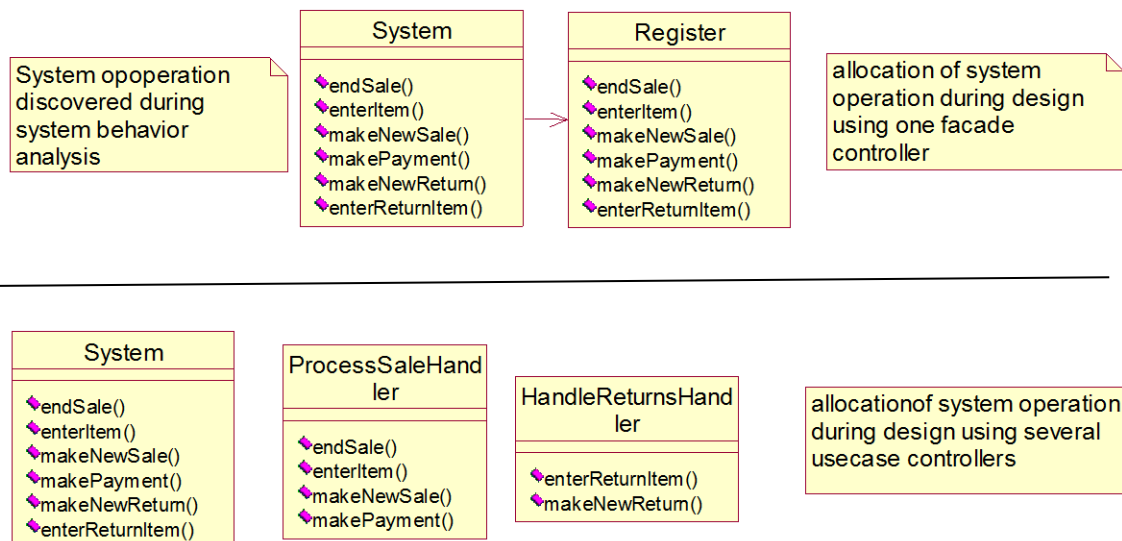 System opoperation
discovered during
system behavior
analysis
System
endSale()
enterItem()
makeNewSale()
makePayment()
makeNewReturn()
enterReturnItem()
Register
endSale()
enterItem()
makeNewSale()
makePayment()
makeNewReturn()
enterReturnItem()
allocation of system
operation during design
using one facade
controller
System
endSale()
enterItem()
makeNewSale()
makePayment()
makeNewReturn()
enterReturnItem()
ProcessSaleHand
ler
endSale()
enterItem()
makeNewSale()
makePayment()
HandleReturnsHand
ler
enterReturnItem()
makeNewReturn()
allocationof system operation
during design using several
usecase controllers